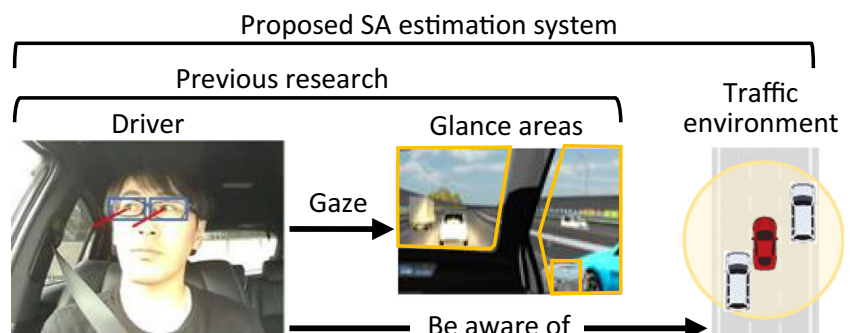 Proposed SA estimation system
Previous research
Driver
Glance areas
Traffic
environment
Gaze
Be aware of